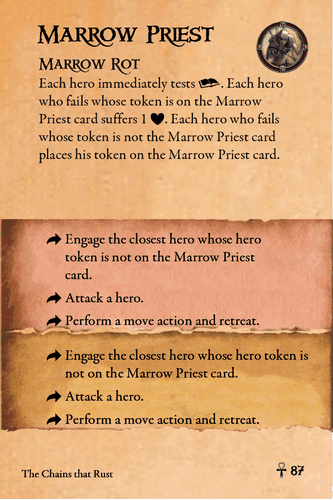 Marrow Priest
Marrow Rot
Each hero immediately tests . Each hero
who fails whose token is on the Marrow
Priest card suffers 1 . Each hero who fails
whose token is not the Marrow Priest card
places his token on the Marrow Priest card.
Engage the closest hero whose hero
token is not on the Marrow Priest
card.
Attack a hero.
Perform a move action and retreat.
Engage the closest hero whose hero token is
not on the Marrow Priest card.
Attack a hero.
Perform a move action and retreat.
The Chains that Rust
87